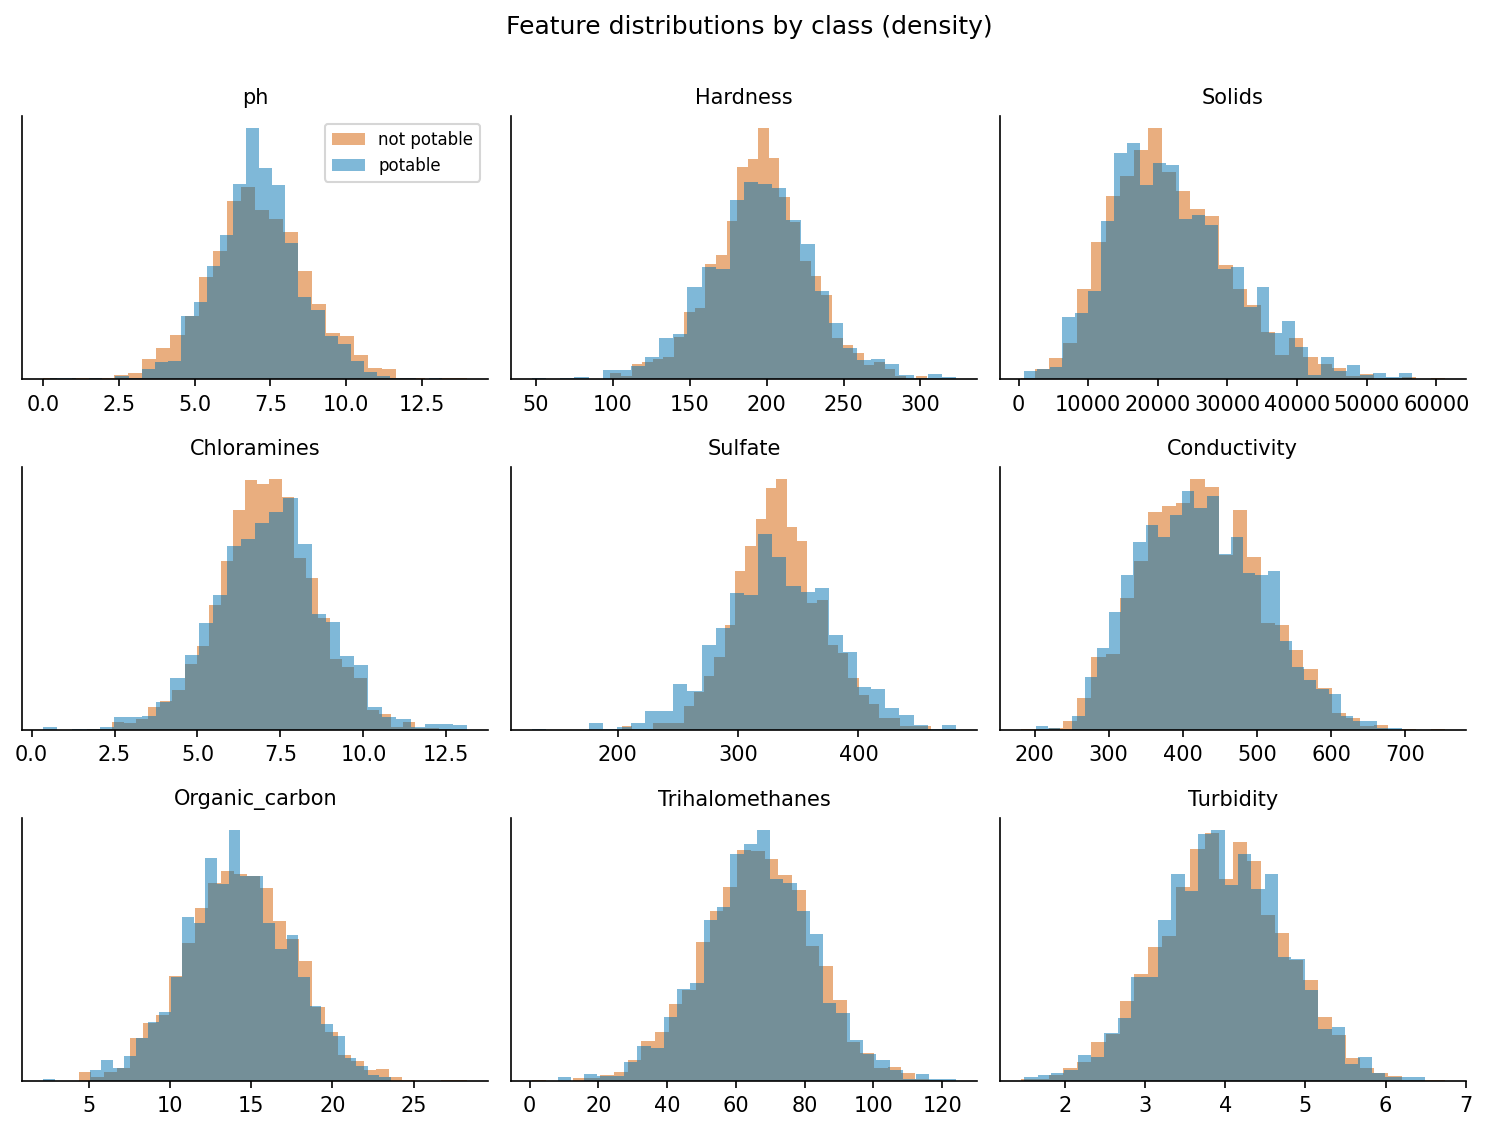 Feature distributions by class (density)
ph
Hardness
Solids
not potable
potable
0.0 2.5 5.0 7.5 10.0 12.5
50 100 150 200 250 300
0 10000 20000 30000 40000 50000 60000
Chloramines
Sulfate
Conductivity
0.0 2.5 5.0 7.5 10.0 12.5
200 300 400
200 300 400 500 600 700
Organic_carbon
Trihalomethanes
Turbidity
5 10 15 20 25
0 20 40 60 80 100 120
2 3 4 5 6 7